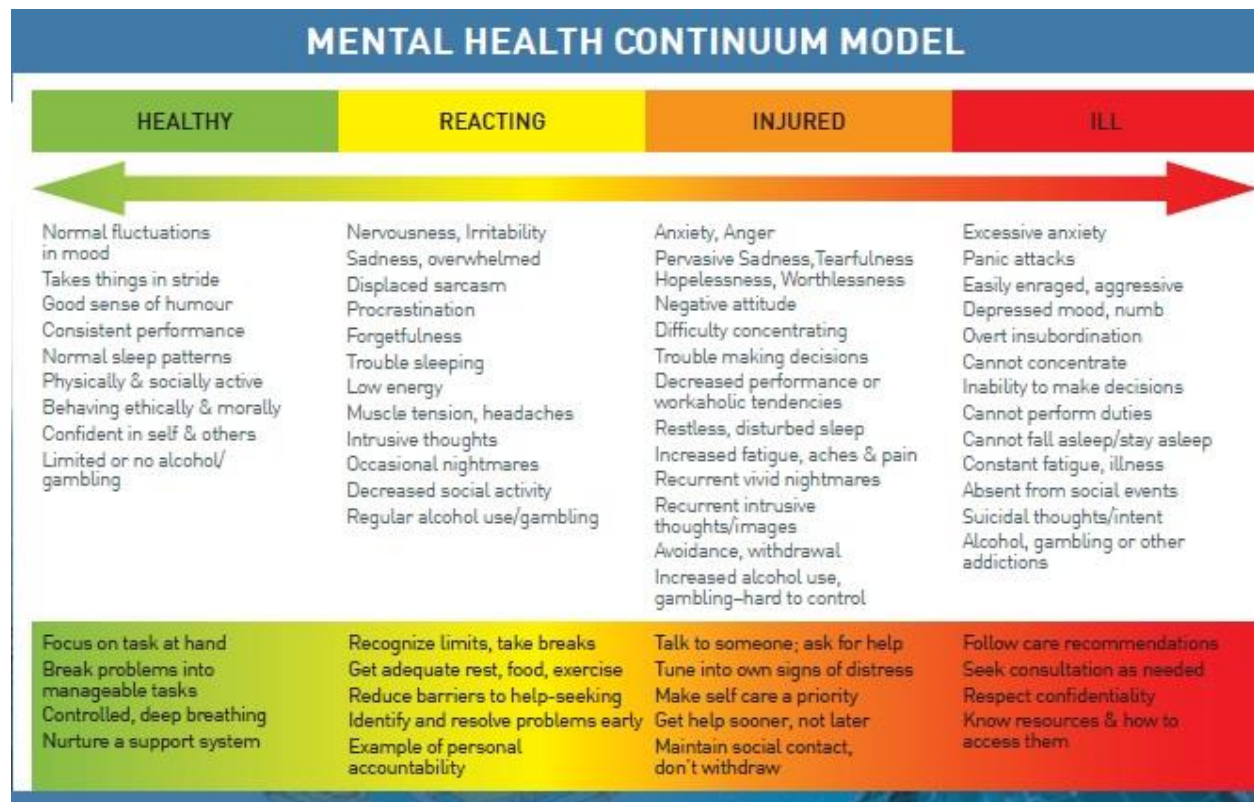 MENTAL HEALTH CONTINUUM MODEL
HEALTHY
REACTING
INJURED
ILL
Normal fluctuations
in mood
Takes things in stride
Good sense of humour
Consistent performance
Normal sleep patterns
Physically & socially active
Behaving ethically & morally
Confident in self & others
Limited or no alcohol/
gambling
Nervousness, Irritability
Sadness, overwhelmed
Displaced sarcasm
Procrastination
Forgetfulness
Trouble sleeping
Low energy
Muscle tension, headaches
Intrusive thoughts
Occasional nightmares
Decreased social activity
Regular alcohol use/gambling
Anxiety, Anger
Pervasive Sadness,Tearfulness
Hopelessness, Worthlessness
Negative attitude
Difficulty concentrating
Trouble making decisions
Decreased performance or
workaholic tendencies
Restless, disturbed sleep
Increased fatigue, aches & pain
Recurrent vivid nightmares
Recurrent intrusive
thoughts/images
Avoidance, withdrawal
Increased alcohol use,
gambling–hard to control
Excessive anxiety
Panic attacks
Easily enraged, aggressive
Depressed mood, numb
Overt insubordination
Cannot concentrate
Inability to make decisions
Cannot perform duties
Cannot fall asleep/stay asleep
Constant fatigue, illness
Absent from social events
Suicidal thoughts/intent
Alcohol, gambling or other
addictions
Focus on task at hand
Break problems into
manageable tasks
Controlled, deep breathing
Nurture a support system
Recognize limits, take breaks
Get adequate rest, food, exercise
Reduce barriers to help-seeking
Identify and resolve problems early
Example of personal
accountability
Talk to someone; ask for help
Tune into own signs of distress
Make self care a priority
Get help sooner, not later
Maintain social contact,
don't withdraw
Follow care recommendations
Seek consultation as needed
Respect confidentiality
Know resources & how to
access them